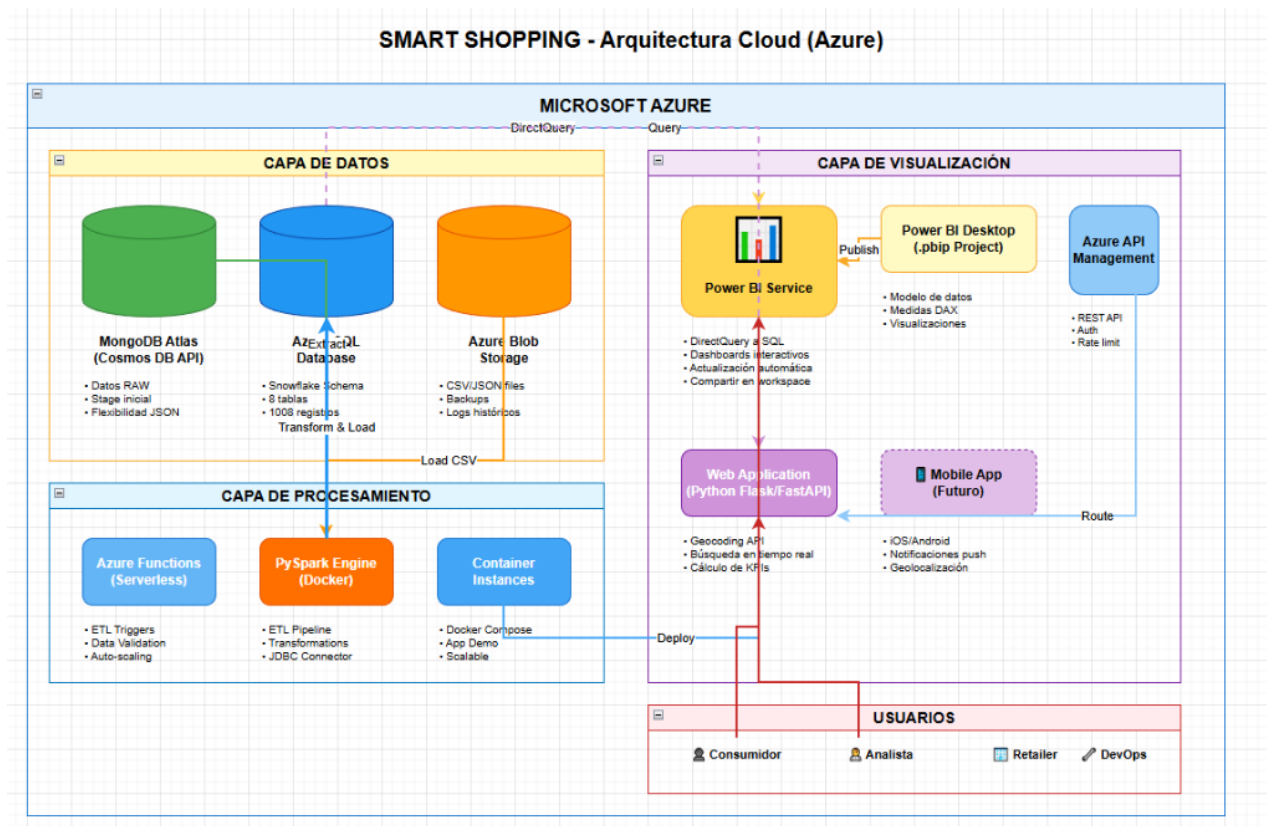 SMART SHOPPING - Arquitectura Cloud (Azure)
MICROSOFT AZURE
DirectQuery
Query
CAPA DE DATOS
MongoDB Atlas
(Cosmos DB API)
• Datos RAW
• Stage inicial
• Flexibilidad JSON
Extract
Database
• Snowflake Schema
• 8 tablas
• 1008 registros
Transform & Load
Azure Blob
Storage
• CSV/JSON files
• Backups
• Logs históricos
Load CSV
CAPA DE PROCESAMIENTO
Azure Functions
(Serverless)
• ETL Triggers
• Data Validation
• Auto-scaling
PySpark Engine
(Docker)
• ETL Pipeline
• Transformations
• JDBC Connector
Container
Instances
• Docker Compose
• App Demo
• Scalable
Deploy
CAPA DE VISUALIZACIÓN
Power BI Service
• DirectQuery a SQL
• Dashboards interactivos
• Actualización automática
• Compartir en workspace
Publish
Power BI Desktop
(.pbip Project)
• Modelo de datos
• Medidas DAX
• Visualizaciones
Azure API
Management
• REST API
• Auth
• Rate limit
Web Application
(Python Flask/FastAPI)
• Geocoding API
• Búsqueda en tiempo real
• Cálculo de KPIs
Mobile App
(Futuro)
• iOS/Android
• Notificaciones push
• Geolocalización
Route
USUARIOS
Consumidor
Analista
Retailer
DevOps